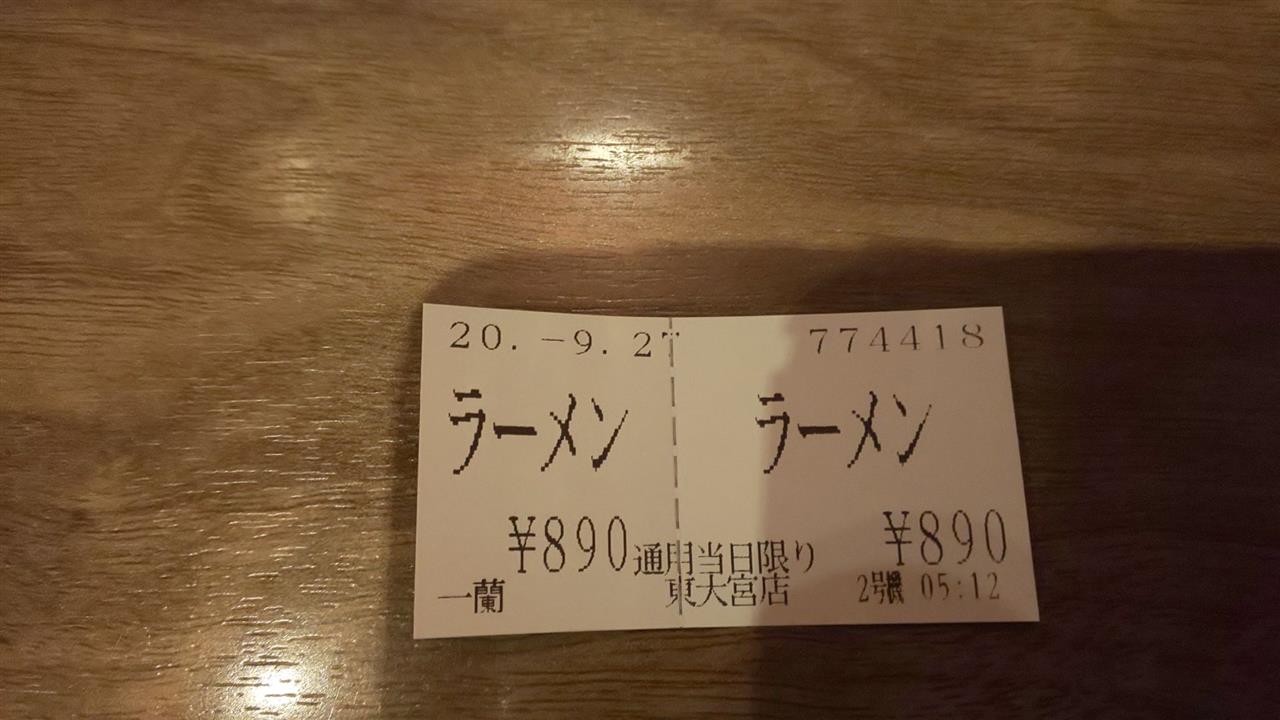 20.-9.27 774418
ラーメン ラーメン
¥890 通用当日限り ¥890
一蘭 東大宮店 2号機 05:12